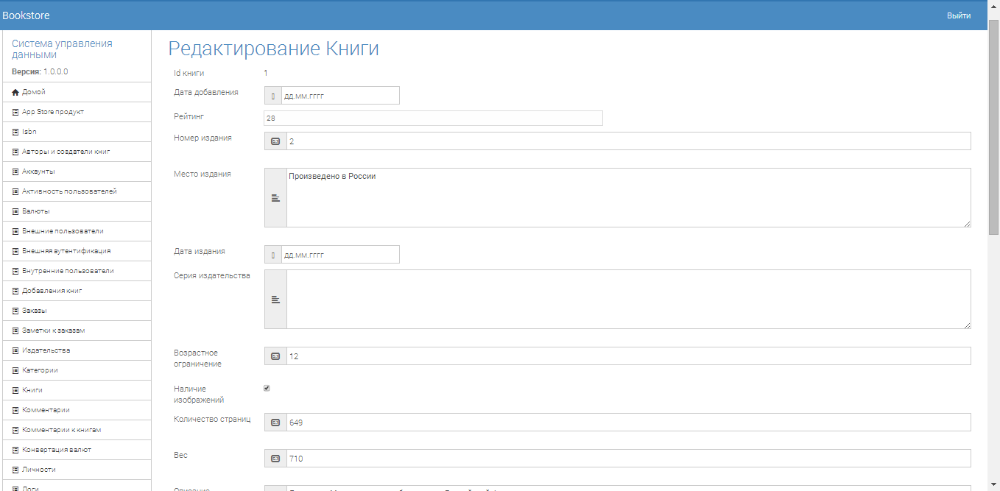 Bookstore
Выйти
Система управления
данными
Версия: 1.0.0.0
Домой
App Store продукт
Isbn
Авторы и создатели книг
Аккаунты
Активность пользователей
Валюты
Внешние пользователи
Внешняя аутентификация
Внутренние пользователи
Добавления книг
Заказы
Заметки к заказам
Издательства
Категории
Книги
Комментарии
Комментарии к книгам
Конвертация валют
Личности
Логи
Редактирование Книги
Id книги 1
Дата добавления дд.мм.гггг
Рейтинг 28
Номер издания 2
Место издания Произведено в России
Дата издания дд.мм.гггг
Серия издательства
Возрастное
ограничение 12
Наличие
изображений
Количество страниц 649
Вес 710
Описание